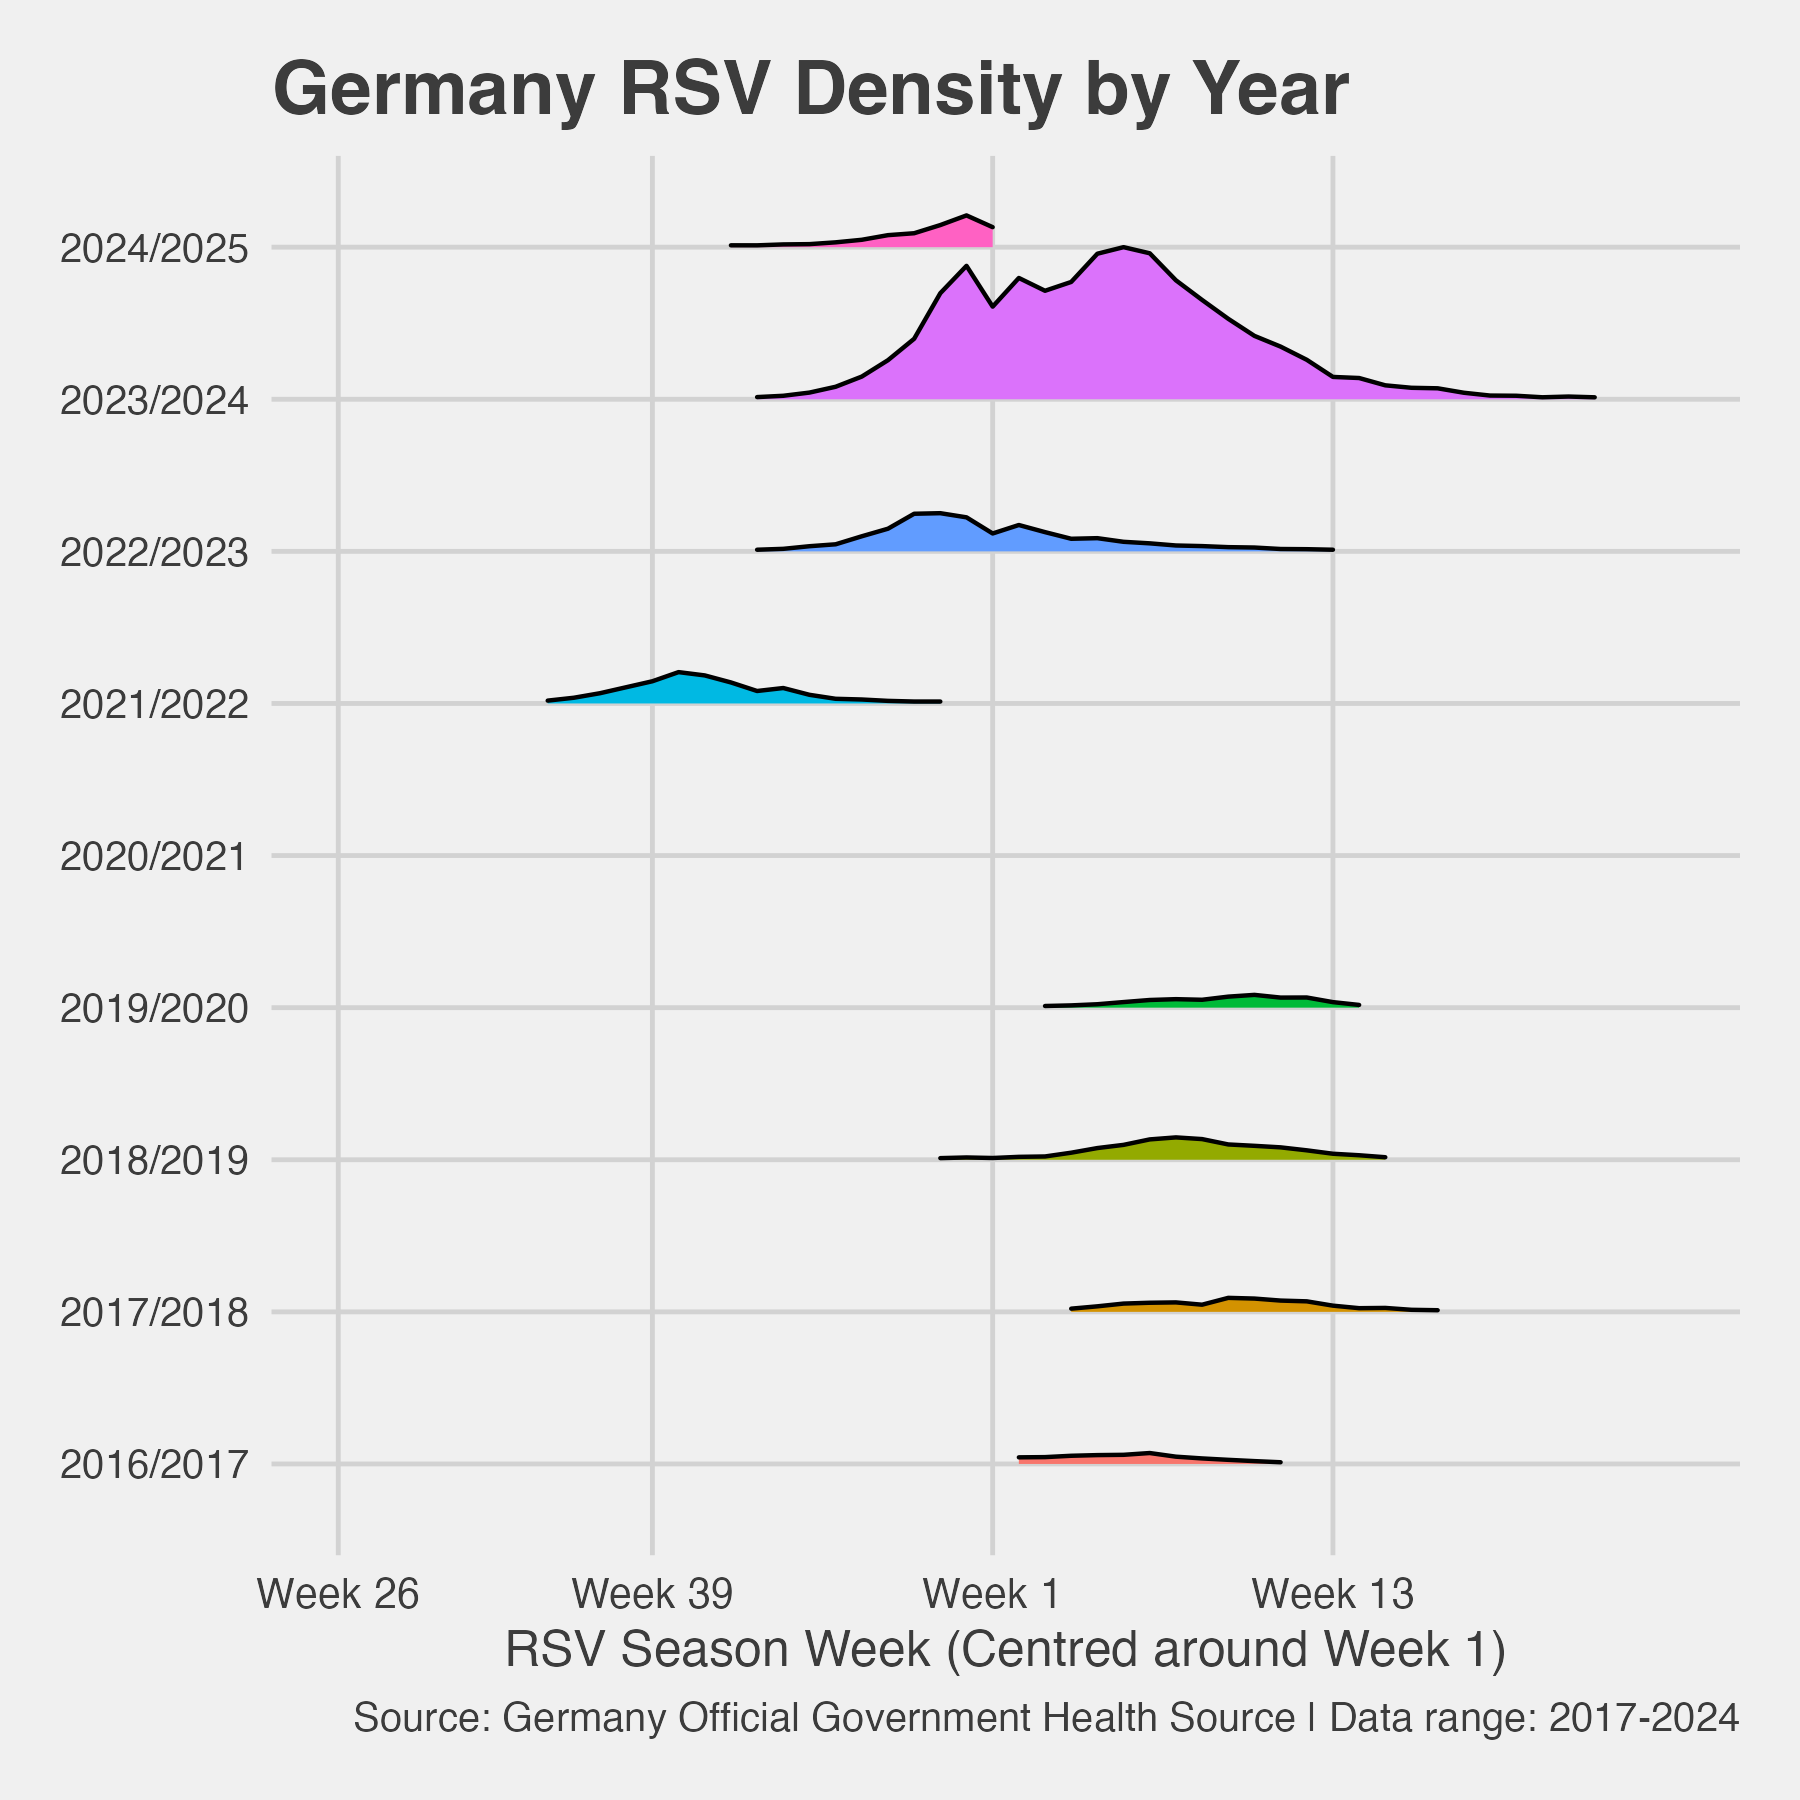 Germany RSV Density by Year
2024/2025
2023/2024
2022/2023
2021/2022
2020/2021
2019/2020
2018/2019
2017/2018
2016/2017
Week 26 Week 39 Week 1 Week 13
RSV Season Week (Centred around Week 1)
Source: Germany Official Government Health Source | Data range: 2017-2024